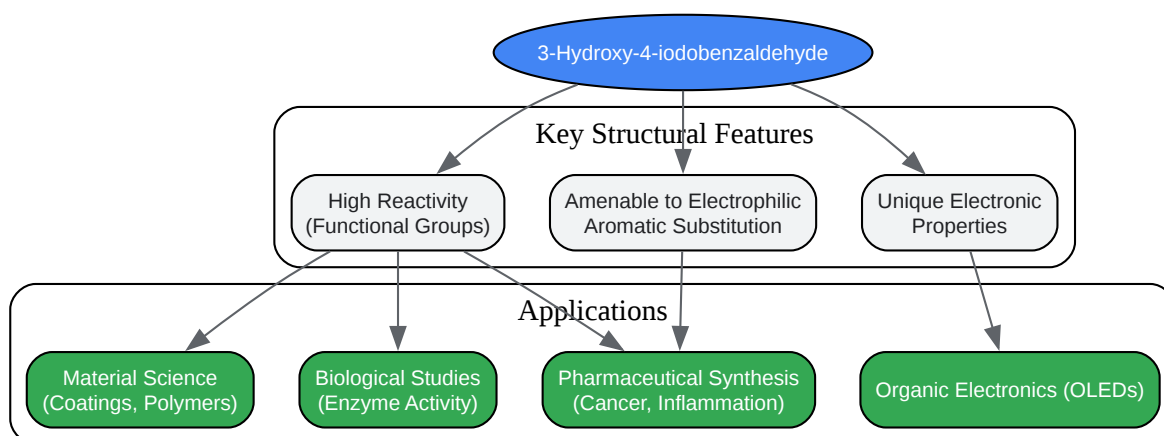 3-Hydroxy-4-iodobenzaldehyde
Key Structural Features
High Reactivity
(Functional Groups)
Amenable to Electrophilic
Aromatic Substitution
Unique Electronic
Properties
Applications
Material Science
(Coatings, Polymers)
Biological Studies
(Enzyme Activity)
Pharmaceutical Synthesis
(Cancer, Inflammation)
Organic Electronics (OLEDs)